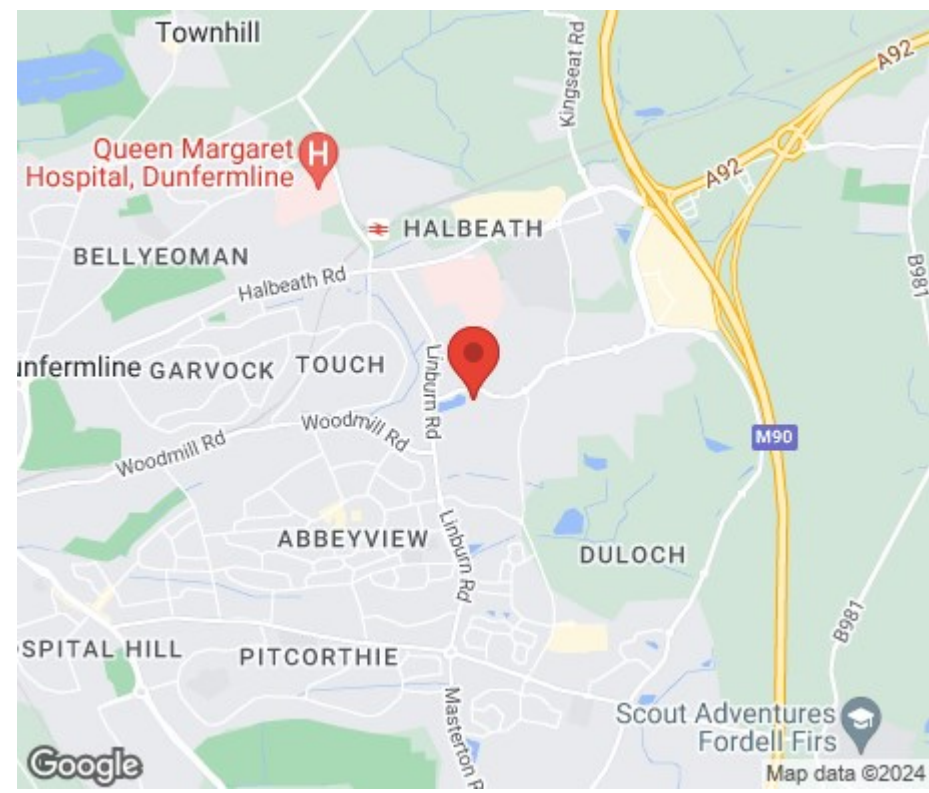 Townhill
Kingseat Rd
A92
Queen Margaret
Hospital, Dunfermline
H
A92
HALBEATH
BELLYEOMAN
Halbeath Rd
B981
unfermline
GARVOCK
TOUCH
Linburn Rd
Woodmill Rd
Woodmill Rd
M90
ABBEYVIEW
Linburn Rd
DULOCH
B981
SPITAL HILL
PITCORTHIE
Masterton R
Scout Adventures
Fordell Firs
Google
Map data ©2024